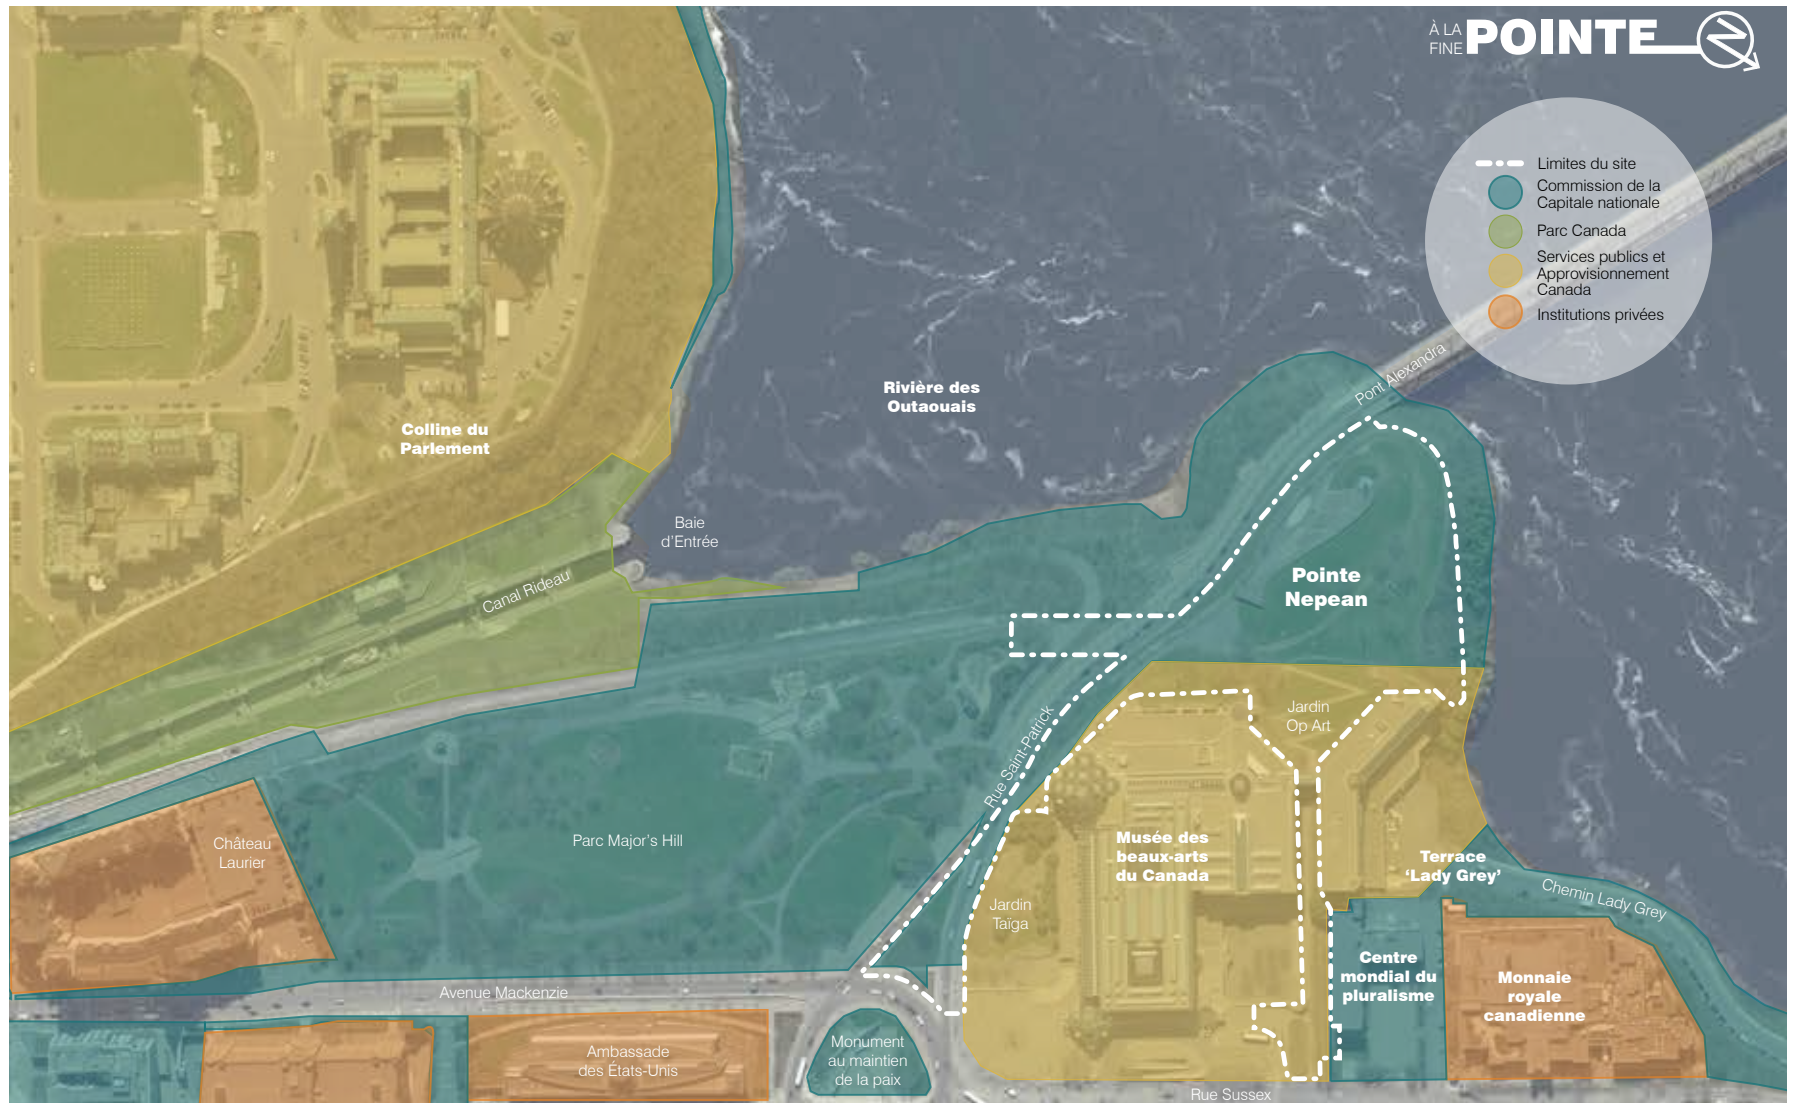 À LA
FINE
POINTE
Limites du site
Commission de la
Capitale nationale
Parc Canada
Services publics et
Approvisionnement
Canada
Institutions privées
Pont Alexandra
Rivière des
Outaouais
Colline du
Parlement
Baie
d'Entrée
Canal Rideau
Pointe
Nepean
Jardin
Op Art
Rue Saint-Patrick
Château
Laurier
Parc Major's Hill
Musée des
beaux-arts
du Canada
Terrace
'Lady Grey'
Chemin Lady Grey
Jardin
Taïga
Centre
mondial du
pluralisme
Monnaie
royale
canadienne
Avenue Mackenzie
Ambassade
des États-Unis
Monument
au maintien
de la paix
Rue Sussex